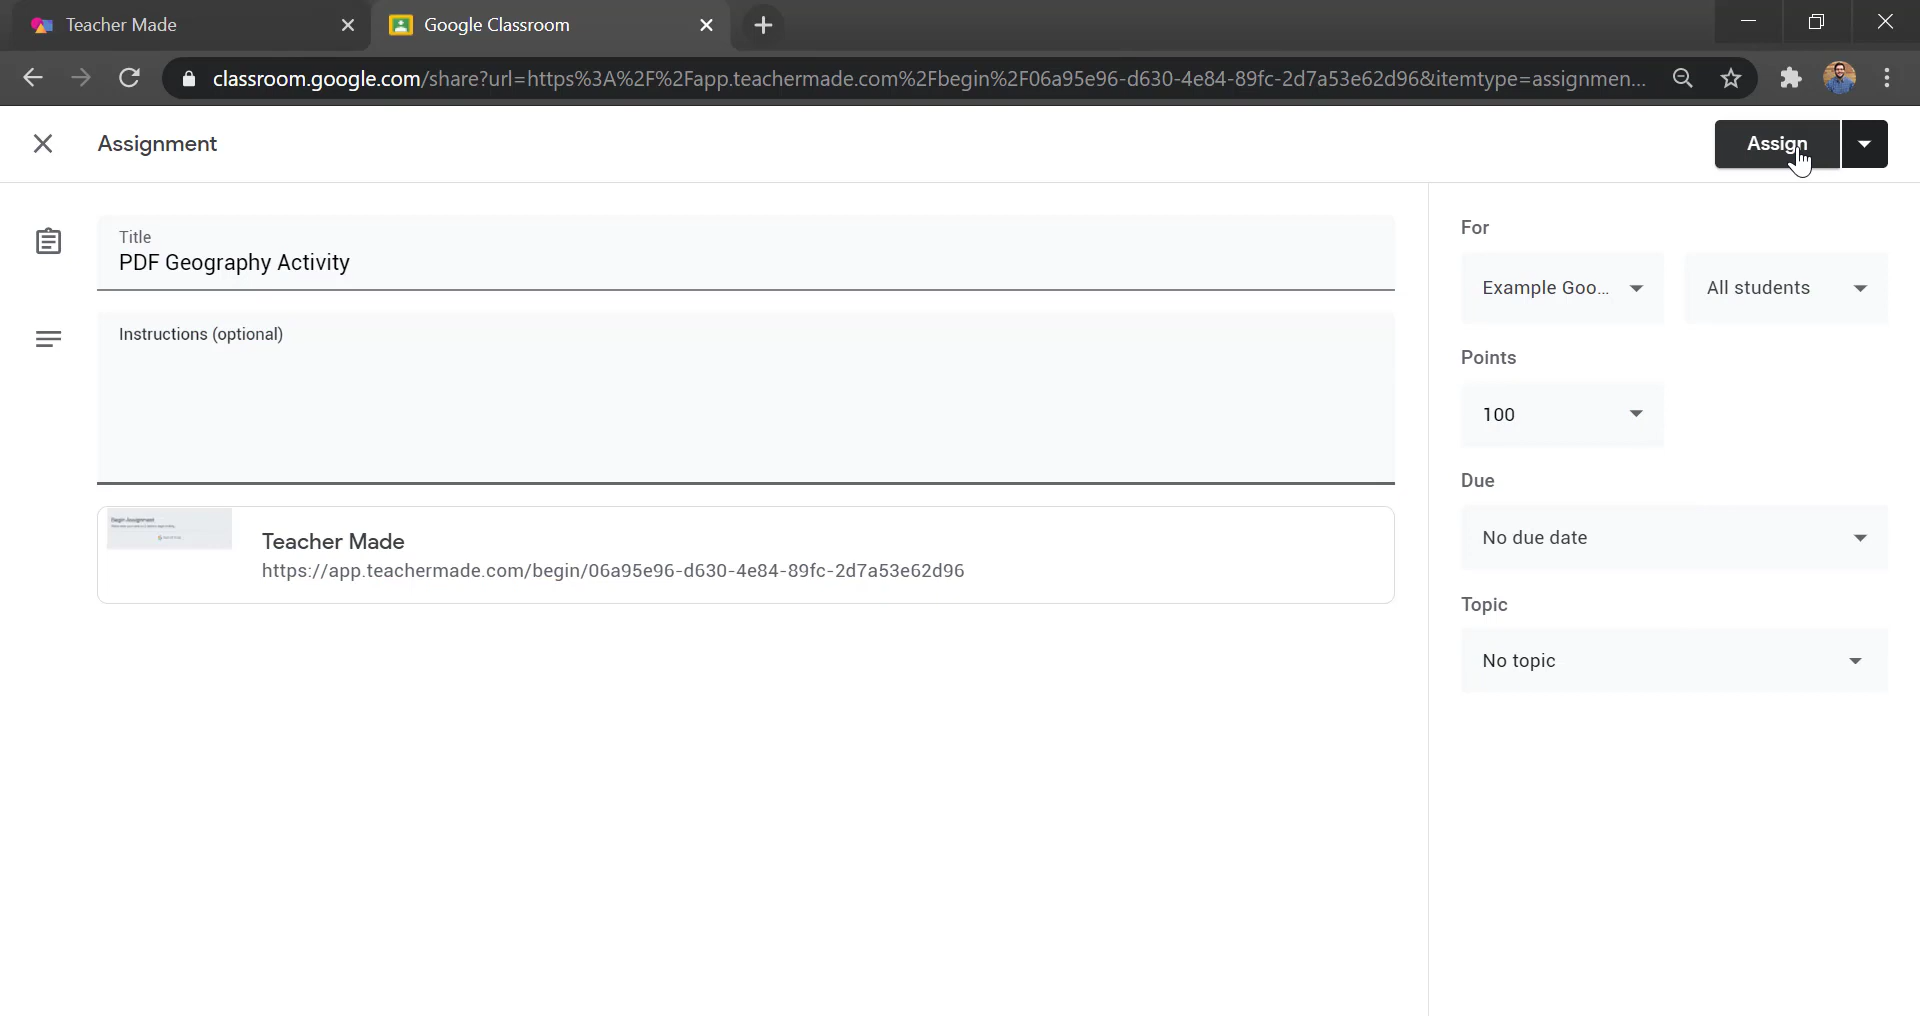 Teacher Made
Google Classroom
classroom.google.com/share?url=https%3A%2F%2Fapp.teachermade.com%2Fbegin%2F06a95e96-d630-4e84-89fc-2d7a53e62d96&itemtype=assignmen...
Assignment
Assign
Title
PDF Geography Activity
Instructions (optional)
Begin Assignment
Teacher Made
https://app.teachermade.com/begin/06a95e96-d630-4e84-89fc-2d7a53e62d96
For
Example Goo...
All students
Points
100
Due
No due date
Topic
No topic